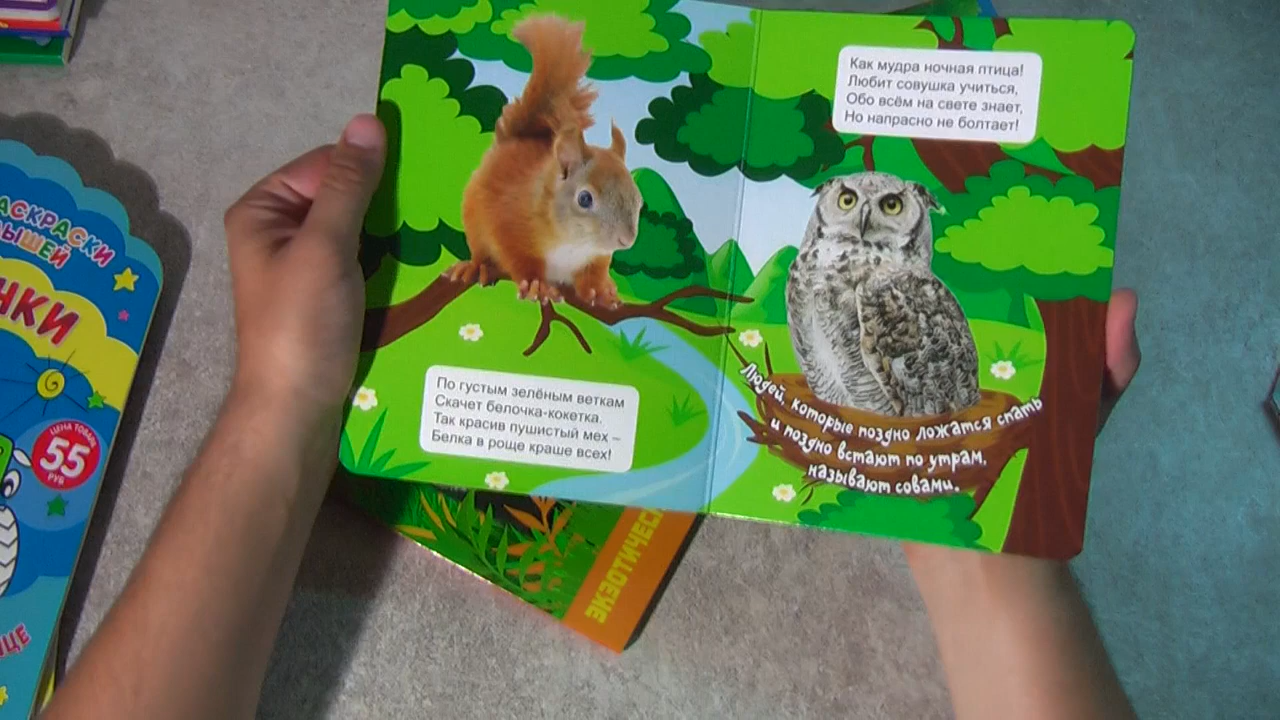 Как мудра ночная птица!
Любит совушка учиться,
Обо всём на свете знает,
Но напрасно не болтает!
По густым зелёным веткам
Скачет белочка-кокетка.
Так красив пушистый мех –
Белка в роще краше всех!
Людей, которые поздно ложатся спать
и поздно встают по утрам,
называют совами.
ЦЕНА ТОВАРА
55
РУБ